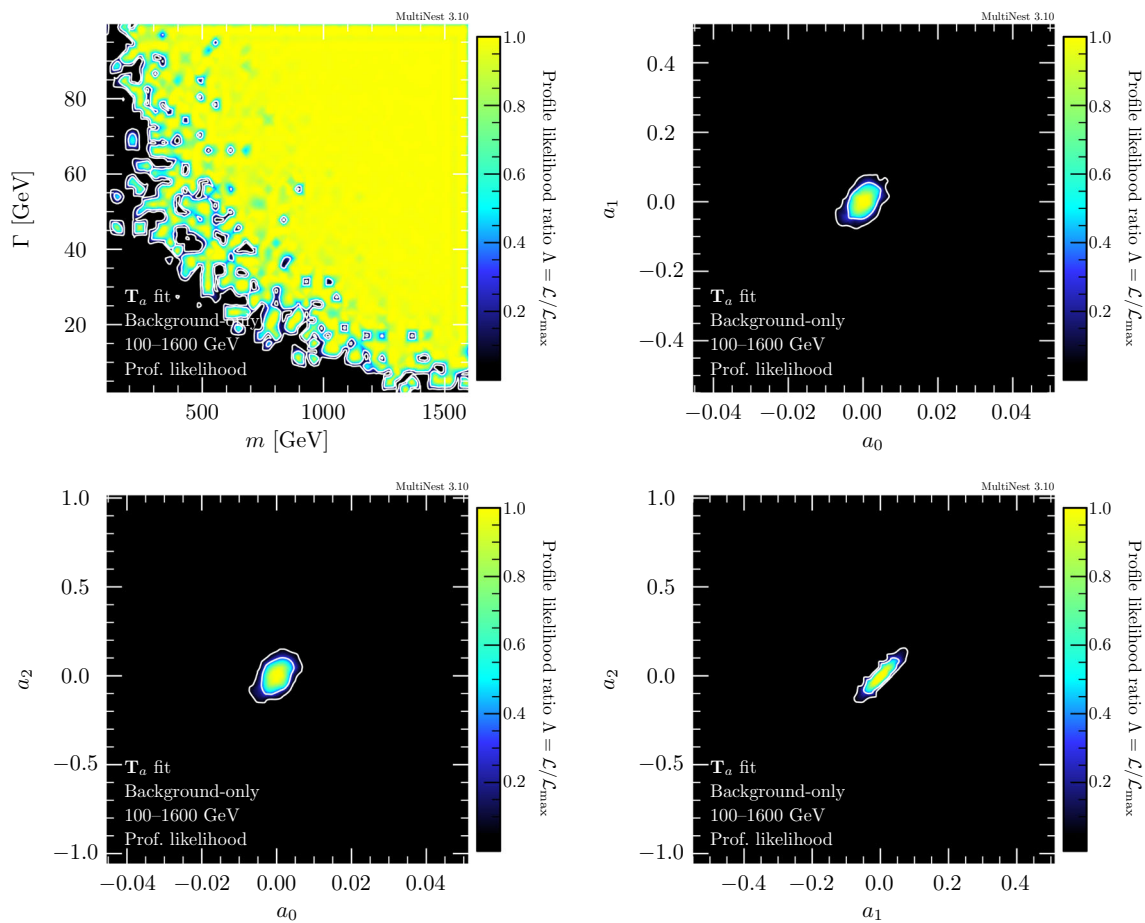 MultiNest 3.10
Γ [GeV]
80
60
40
20
500
1000
1500
m [GeV]
T_a fit
Background-only
100–1600 GeV
Prof. likelihood
1.0
0.8
0.6
0.4
0.2
Profile likelihood ratio Λ = ℒ/ℒ_max
MultiNest 3.10
a_1
0.4
0.2
0.0
−0.2
−0.4
−0.04
−0.02
0.00
0.02
0.04
a_0
T_a fit
Background-only
100–1600 GeV
Prof. likelihood
1.0
0.8
0.6
0.4
0.2
Profile likelihood ratio Λ = ℒ/ℒ_max
MultiNest 3.10
a_2
1.0
0.5
0.0
−0.5
−1.0
−0.04
−0.02
0.00
0.02
0.04
a_0
T_a fit
Background-only
100–1600 GeV
Prof. likelihood
1.0
0.8
0.6
0.4
0.2
Profile likelihood ratio Λ = ℒ/ℒ_max
MultiNest 3.10
a_2
1.0
0.5
0.0
−0.5
−1.0
−0.4
−0.2
0.0
0.2
0.4
a_1
T_a fit
Background-only
100–1600 GeV
Prof. likelihood
1.0
0.8
0.6
0.4
0.2
Profile likelihood ratio Λ = ℒ/ℒ_max